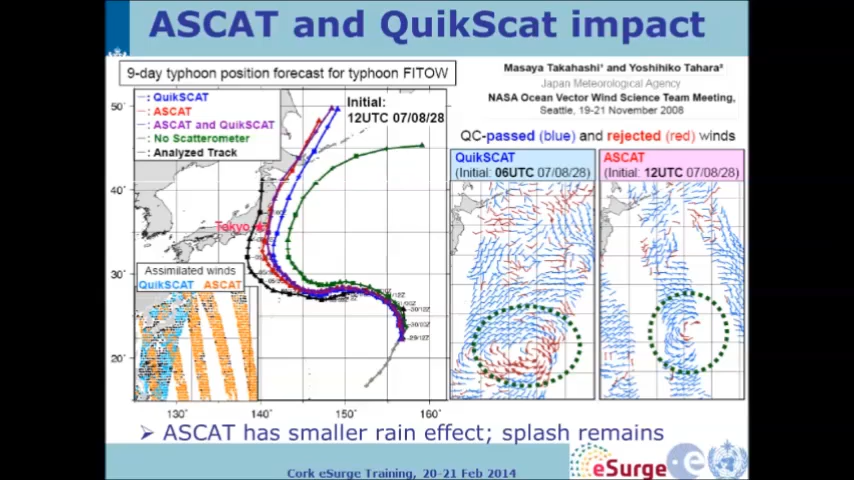 ASCAT and QuikScat impact
9-day typhoon position forecast for typhoon FITOW
Masaya Takahashi¹ and Yoshihiko Tahara²
Japan Meteorological Agency
NASA Ocean Vector Wind Science Team Meeting,
Seattle, 19-21 November 2008
- : QuikSCAT
- : ASCAT
- : ASCAT and QuikSCAT
- : No Scatterometer
- : Analyzed Track
Initial:
12UTC 07/08/28
QC-passed (blue) and rejected (red) winds
QuikSCAT
(Initial: 06UTC 07/08/28)
ASCAT
(Initial: 12UTC 07/08/28)
50°
40°
30°
20°
Tokyo
Assimilated winds
QuikSCAT ASCAT
130° 140° 150° 160°
➢ ASCAT has smaller rain effect; splash remains
Cork eSurge Training, 20-21 Feb 2014
eSurge